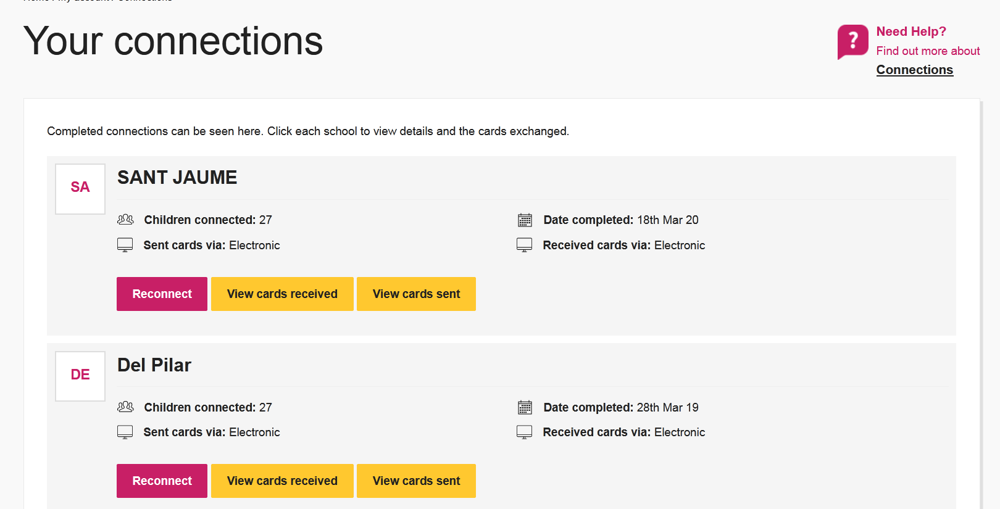 Home / My account / Connections
Your connections
?
Need Help?
Find out more about
Connections
Completed connections can be seen here. Click each school to view details and the cards exchanged.
SA
SANT JAUME
Children connected: 27
Date completed: 18th Mar 20
Sent cards via: Electronic
Received cards via: Electronic
Reconnect
View cards received
View cards sent
DE
Del Pilar
Children connected: 27
Date completed: 28th Mar 19
Sent cards via: Electronic
Received cards via: Electronic
Reconnect
View cards received
View cards sent